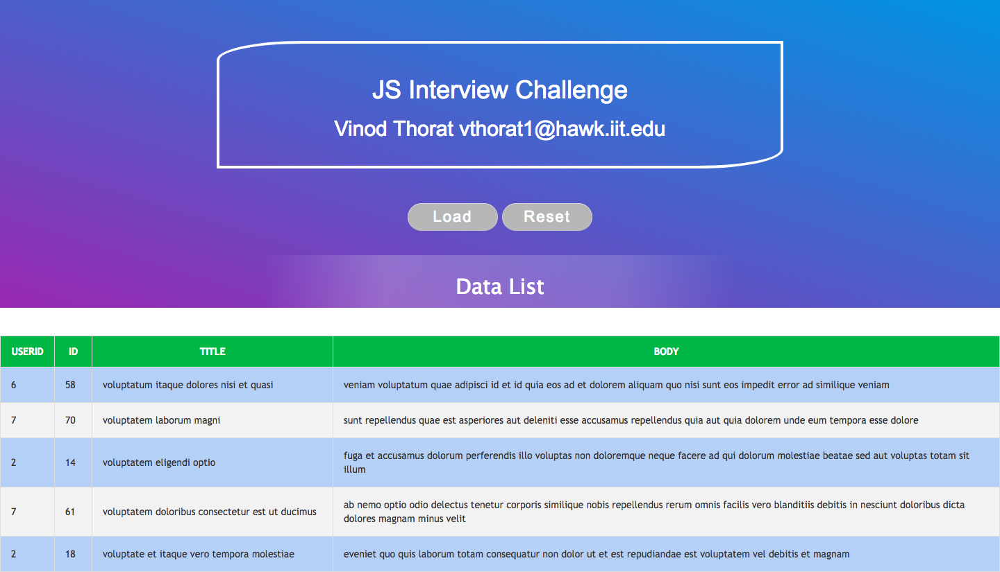 JS Interview Challenge
Vinod Thorat vthorat1@hawk.iit.edu
Load Reset
Data List
USERID ID TITLE BODY
6 58 voluptatum itaque dolores nisi et quasi veniam voluptatum quae adipisci id et id quia eos ad et dolorem aliquam quo nisi sunt eos impedit error ad similique veniam
7 70 voluptatem laborum magni sunt repellendus quae est asperiores aut deleniti esse accusamus repellendus quia aut quia dolorem unde eum tempora esse dolore
2 14 voluptatem eligendi optio fuga et accusamus dolorum perferendis illo voluptas non doloremque neque facere ad qui dolorum molestiae beatae sed aut voluptas totam sit
illum
7 61 voluptatem doloribus consectetur est ut ducimus ab nemo optio odio delectus tenetur corporis similique nobis repellendus rerum omnis facilis vero blanditiis debitis in nesciunt doloribus dicta
dolores magnam minus velit
2 18 voluptate et itaque vero tempora molestiae eveniet quo quis laborum totam consequatur non dolor ut et est repudiandae est voluptatem vel debitis et magnam